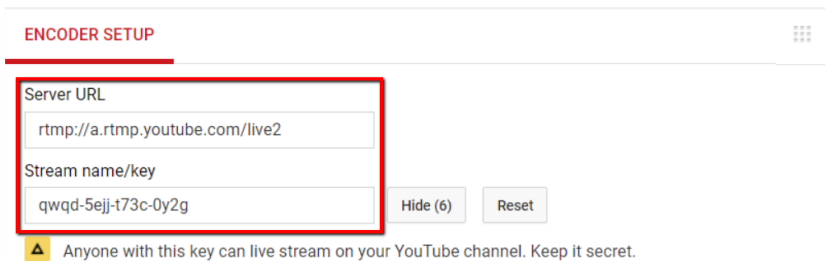 ENCODER SETUP
Server URL
rtmp://a.rtmp.youtube.com/live2
Stream name/key
qwqd-5ejj-t73c-0y2g
Hide (6)
Reset
Anyone with this key can live stream on your YouTube channel. Keep it secret.